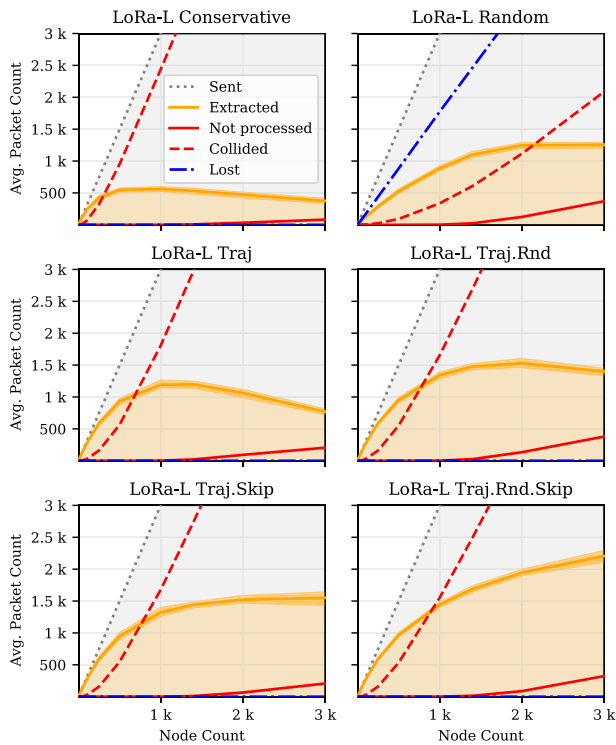 LoRa-L Conservative
LoRa-L Random
Avg. Packet Count
3 k
2.5 k
2 k
1.5 k
1 k
500
Sent
Extracted
Not processed
Collided
Lost
LoRa-L Traj
LoRa-L Traj.Rnd
Avg. Packet Count
3 k
2.5 k
2 k
1.5 k
1 k
500
LoRa-L Traj.Skip
LoRa-L Traj.Rnd.Skip
Avg. Packet Count
3 k
2.5 k
2 k
1.5 k
1 k
500
1 k 2 k 3 k
1 k 2 k 3 k
Node Count
Node Count